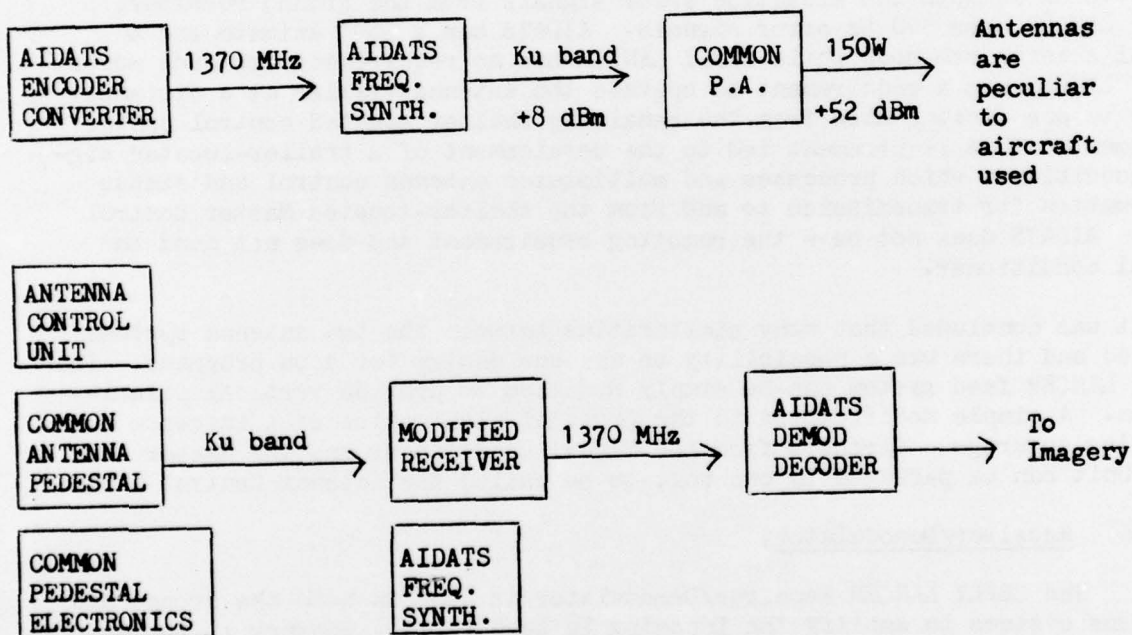 AIDATS
ENCODER
CONVERTER
1370 MHz
AIDATS
FREQ.
SYNTH.
Ku band
+8 dBm
COMMON
P.A.
150W
+52 dBm
Antennas
are
peculiar
to
aircraft
used
ANTENNA
CONTROL
UNIT
COMMON
ANTENNA
PEDESTAL
Ku band
MODIFIED
RECEIVER
1370 MHz
AIDATS
DEMOD
DECODER
To
Imagery
COMMON
PEDESTAL
ELECTRONICS
AIDATS
FREQ.
SYNTH.